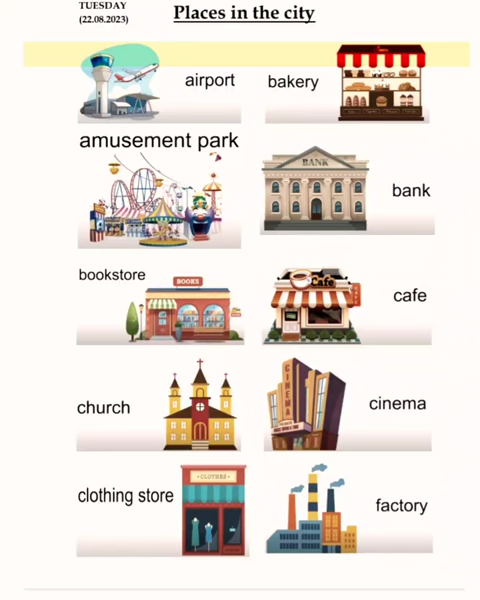 TUESDAY
(22.08.2023)
Places in the city
airport
bakery
amusement park
BANK
bank
bookstore
BOOKS
Cafe
cafe
church
CINEMA
cinema
clothing store
CLOTHES
factory